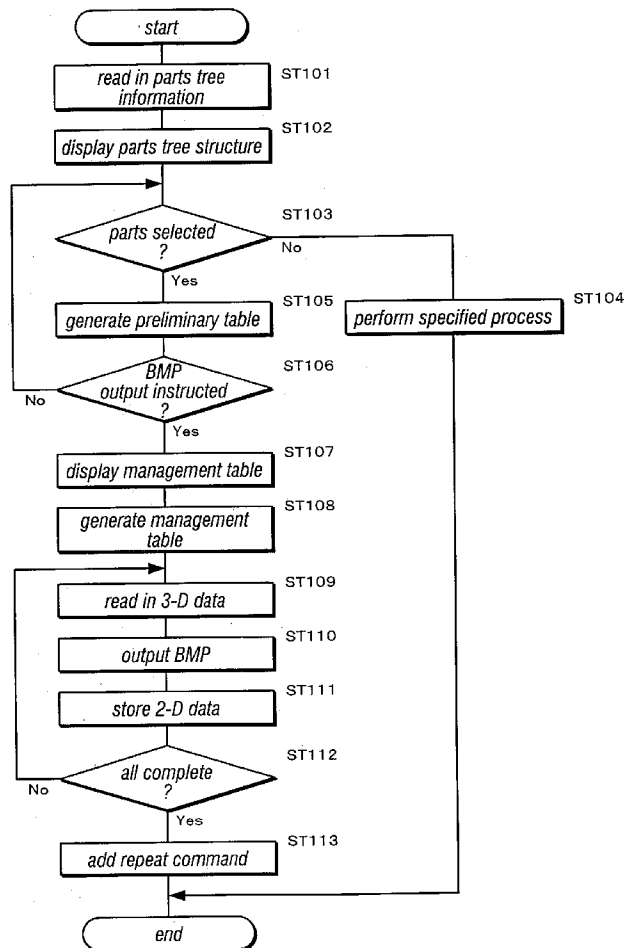 start
read in parts tree
information
ST101
display parts tree structure
ST102
parts selected
?
ST103
No
Yes
generate preliminary table
ST105
perform specified process
ST104
BMP
output instructed
?
ST106
No
Yes
display management table
ST107
generate management
table
ST108
read in 3-D data
ST109
output BMP
ST110
store 2-D data
ST111
all complete
?
ST112
No
Yes
add repeat command
ST113
end